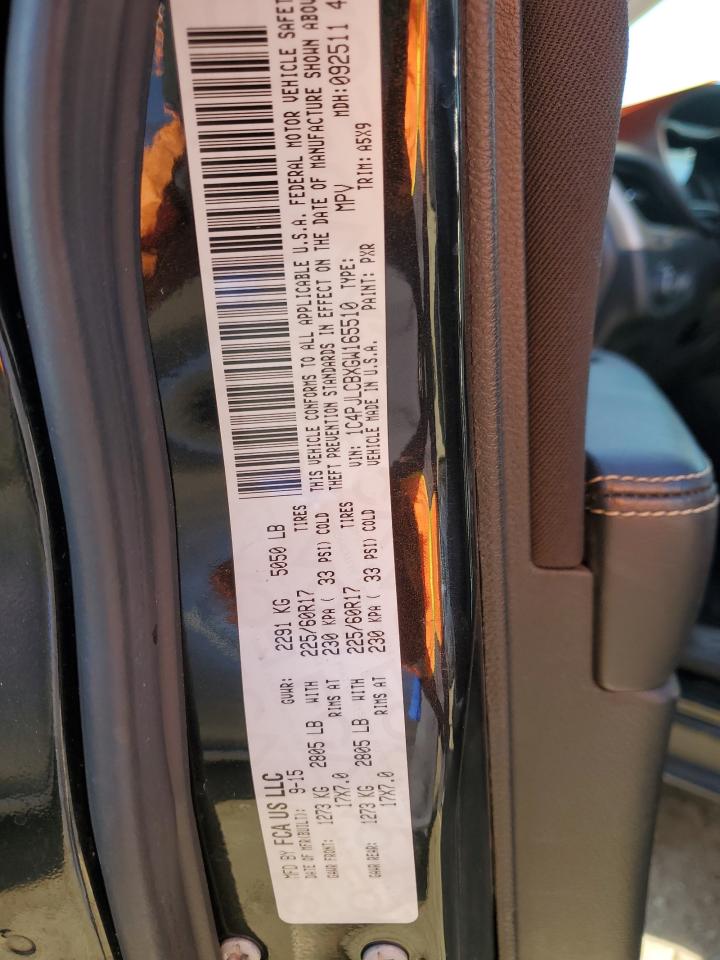 MFD BY FCA US LLC
DATE OF MFR(BUILT): 9-15 GVWR: 2291 KG 5050 LB
GAWR FRONT: 1273 KG 2805 LB WITH 225/60R17 TIRES
17X7.0 RIMS AT 230 KPA ( 33 PSI) COLD
GAWR REAR: 1273 KG 2805 LB WITH 225/60R17 TIRES
17X7.0 RIMS AT 230 KPA ( 33 PSI) COLD
THIS VEHICLE CONFORMS TO ALL APPLICABLE U.S.A. FEDERAL MOTOR VEHICLE
THEFT PREVENTION STANDARDS IN EFFECT ON THE DATE OF MANUFACTURE SHOWN
VIN: 1C4PJLCBXGW165510 TYPE: MPV MDH: 092511 4
VEHICLE MADE IN U.S.A. PAINT: PXR TRIM: A5X9